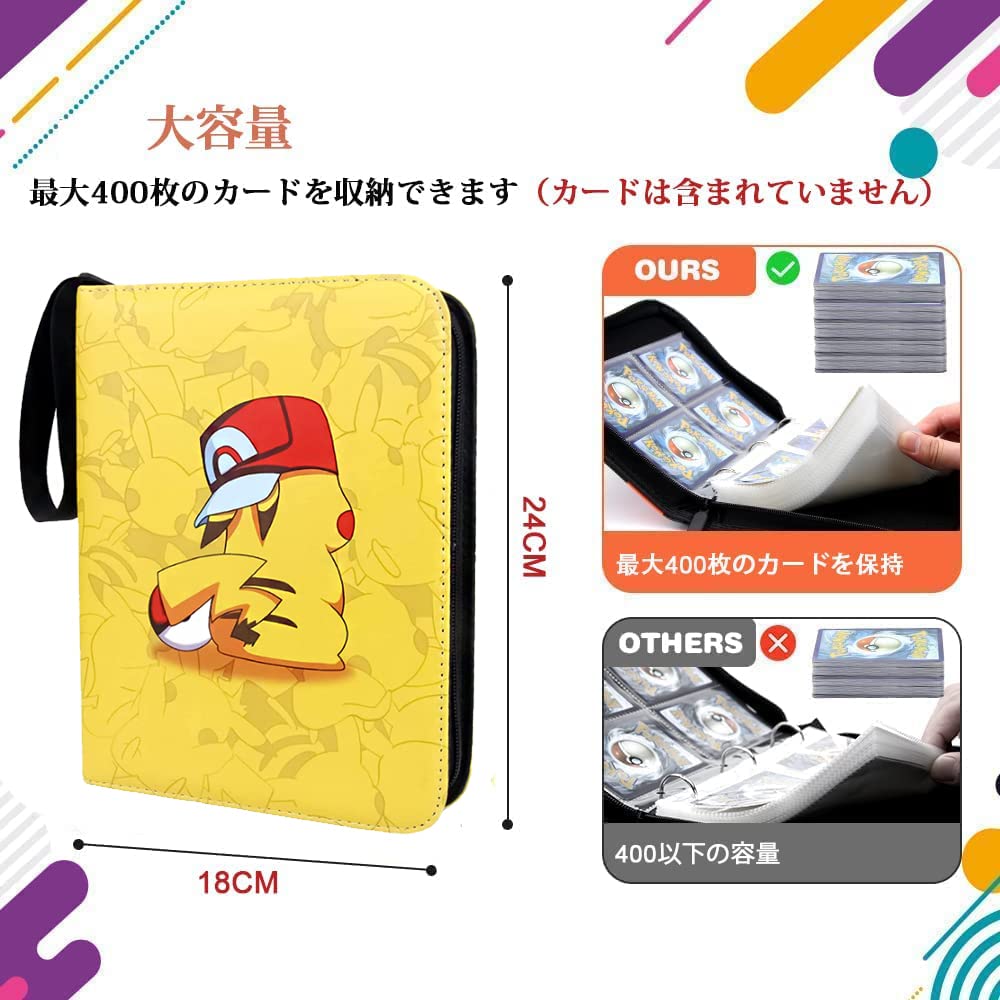 大容量
最大400枚のカードを収納できます（カードは含まれていません）
OURS
最大400枚のカードを保持
24CM
OTHERS
400以下の容量
18CM